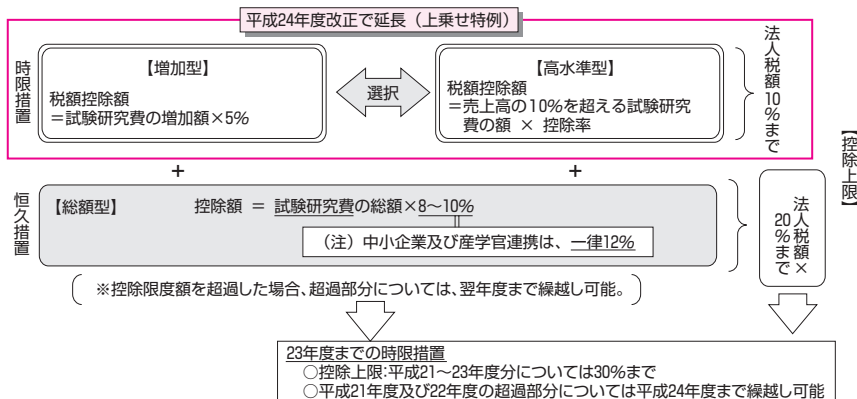 平成24年度改正で延長（上乗せ特例）
時限措置
【増加型】
税額控除額
＝試験研究費の増加額×5％
選択
【高水準型】
税額控除額
＝売上高の10％を超える試験研究
費の額 × 控除率
法人税額10％まで
【控除上限】
+
+
恒久措置
【総額型】
控除額 ＝ 試験研究費の総額×8～10％
（注）中小企業及び産学官連携は、一律12％
法人税額×
20％まで
※控除限度額を超過した場合、超過部分については、翌年度まで繰越し可能。
23年度までの時限措置
○控除上限：平成21～23年度分については30％まで
○平成21年度及び22年度の超過部分については平成24年度まで繰越し可能